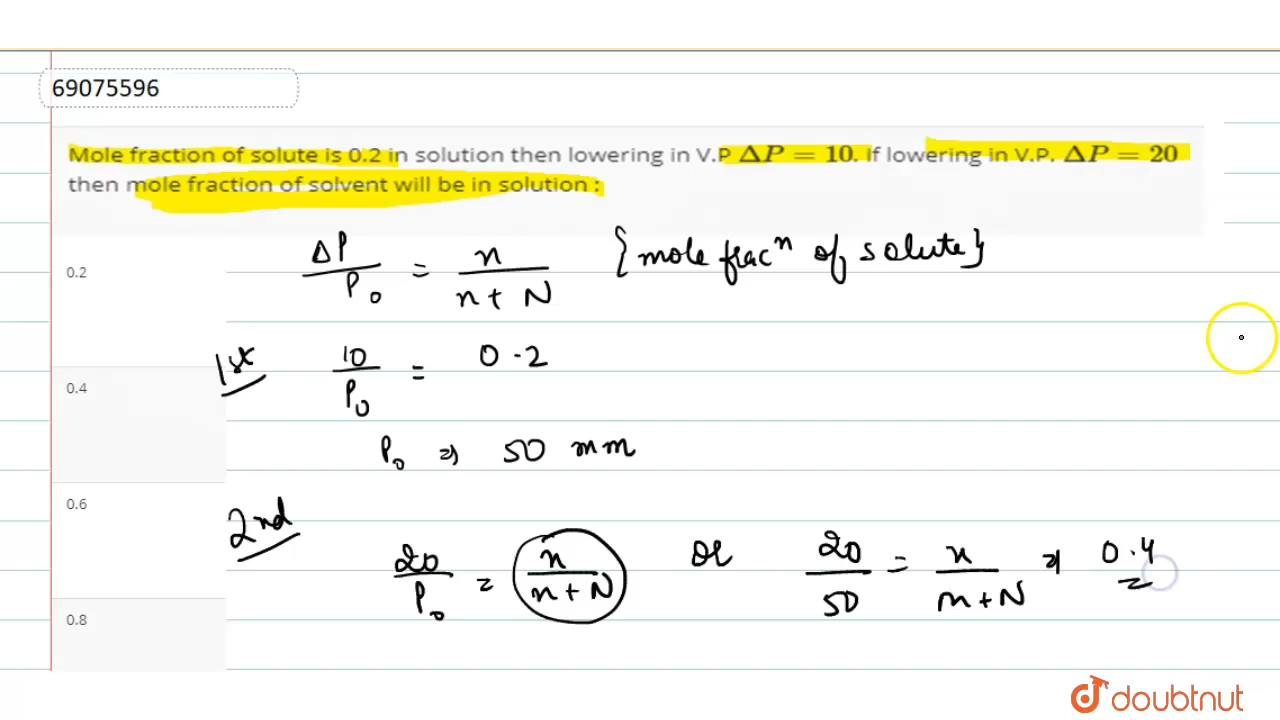 69075596
Mole fraction of solute is 0.2 in solution then lowering in V.P ΔP = 10. If lowering in V.P. ΔP = 20
then mole fraction of solvent will be in solution :
ΔP / P₀ = n / n + N {mole fracⁿ of solute}
0.2
1st 10 / P₀ = 0.2
0.4
P₀ ⇒ 50 mm
0.6
2nd 20 / P₀ = n / n + N or 20 / 50 = n / n + N ⇒ 0.4
0.8
doubtnut